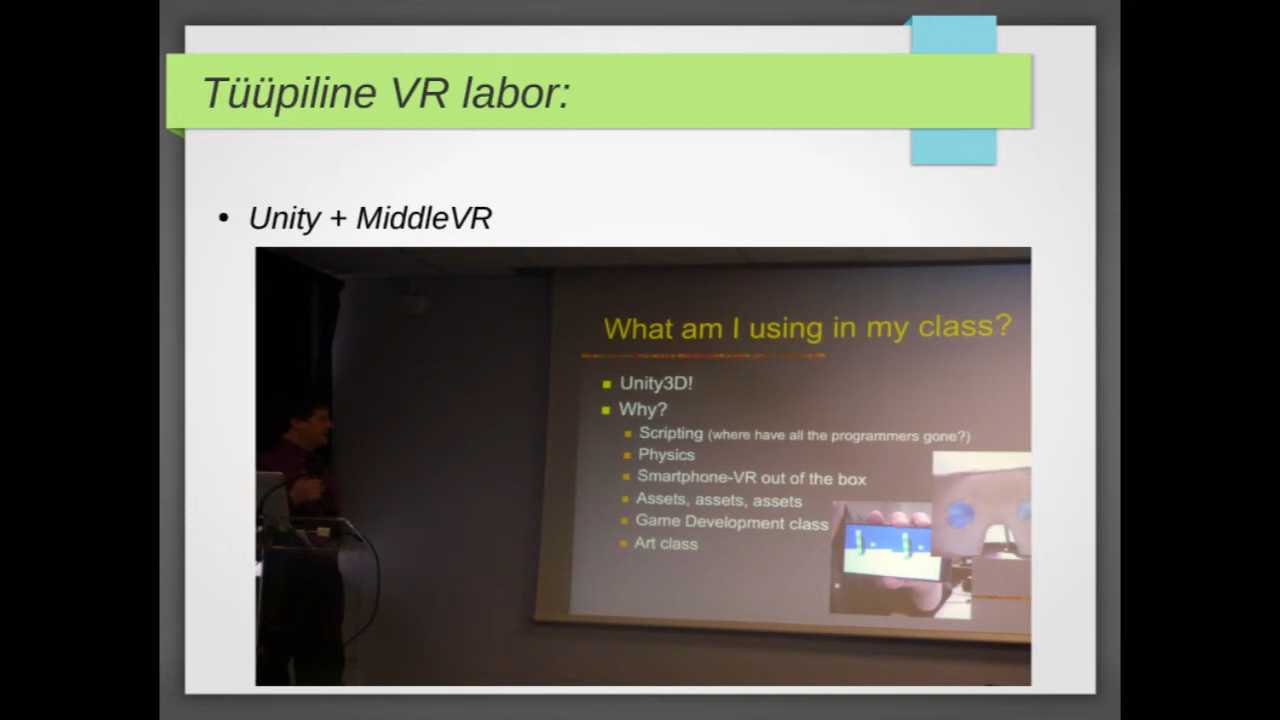 Tüüpiline VR labor:
• Unity + MiddleVR
What am I using in my class?
Unity3D!
Why?
Scripting (where have all the programmers gone?)
Physics
Smartphone-VR out of the box
Assets, assets, assets
Game Development class
Art class